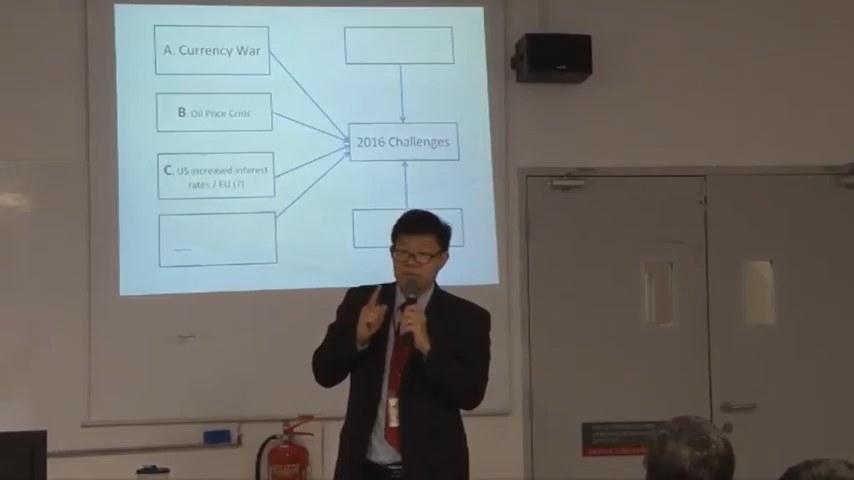 A. Currency War
B. Oil Price Crisis
C. US increased interest
rates / EU (?)
2016 Challenges